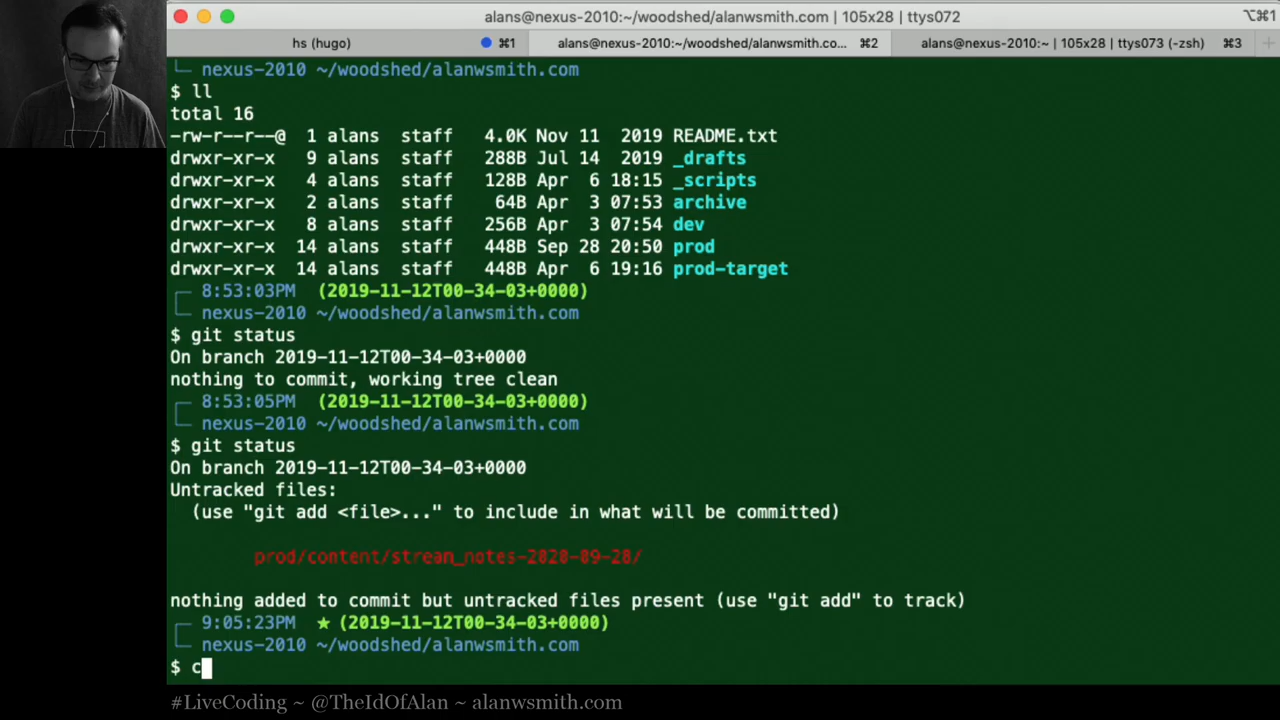 alans@nexus-2010:~/woodshed/alanwsmith.com | 105x28 | ttys072
⌥⌘1
hs (hugo) ⌘1
alans@nexus-2010:~/woodshed/alanwsmith.co... ⌘2
alans@nexus-2010:~ | 105x28 | ttys073 (-zsh) ⌘3
nexus-2010 ~/woodshed/alanwsmith.com
$ ll
total 16
-rw-r--r--@ 1 alans staff 4.0K Nov 11 2019 README.txt
drwxr-xr-x 9 alans staff 288B Jul 14 2019 _drafts
drwxr-xr-x 4 alans staff 128B Apr 6 18:15 _scripts
drwxr-xr-x 2 alans staff 64B Apr 3 07:53 archive
drwxr-xr-x 8 alans staff 256B Apr 3 07:54 dev
drwxr-xr-x 14 alans staff 448B Sep 28 20:50 prod
drwxr-xr-x 14 alans staff 448B Apr 6 19:16 prod-target
8:53:03PM (2019-11-12T00-34-03+0000)
nexus-2010 ~/woodshed/alanwsmith.com
$ git status
On branch 2019-11-12T00-34-03+0000
nothing to commit, working tree clean
8:53:05PM (2019-11-12T00-34-03+0000)
nexus-2010 ~/woodshed/alanwsmith.com
$ git status
On branch 2019-11-12T00-34-03+0000
Untracked files:
(use "git add <file>..." to include in what will be committed)
prod/content/strean_notes-2020-09-28/
nothing added to commit but untracked files present (use "git add" to track)
9:05:23PM ★ (2019-11-12T00-34-03+0000)
nexus-2010 ~/woodshed/alanwsmith.com
$ c
#LiveCoding ~ @TheIdOfAlan ~ alanwsmith.com